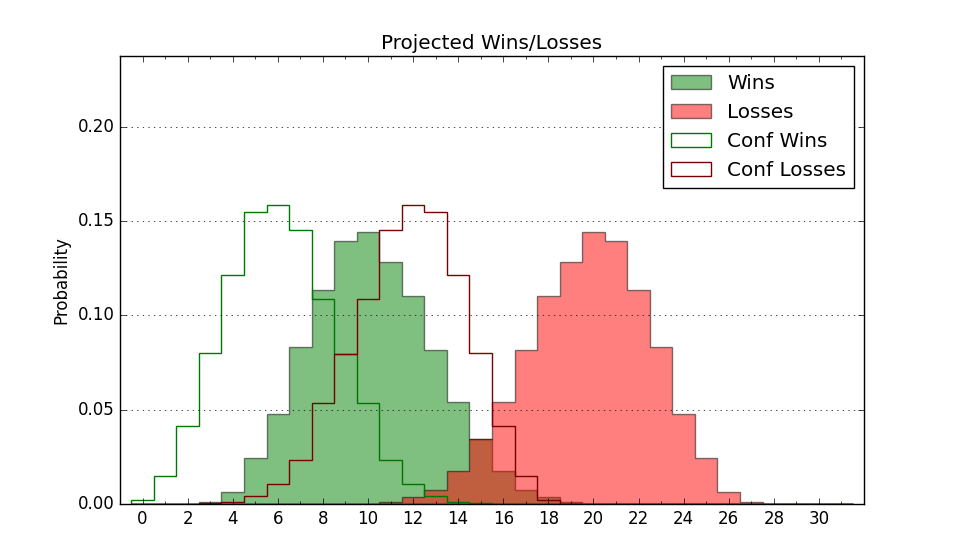 Projected Wins/Losses
Wins
Losses
Conf Wins
Conf Losses
Probability
0.20
0.15
0.10
0.05
0.00
0 2 4 6 8 10 12 14 16 18 20 22 24 26 28 30